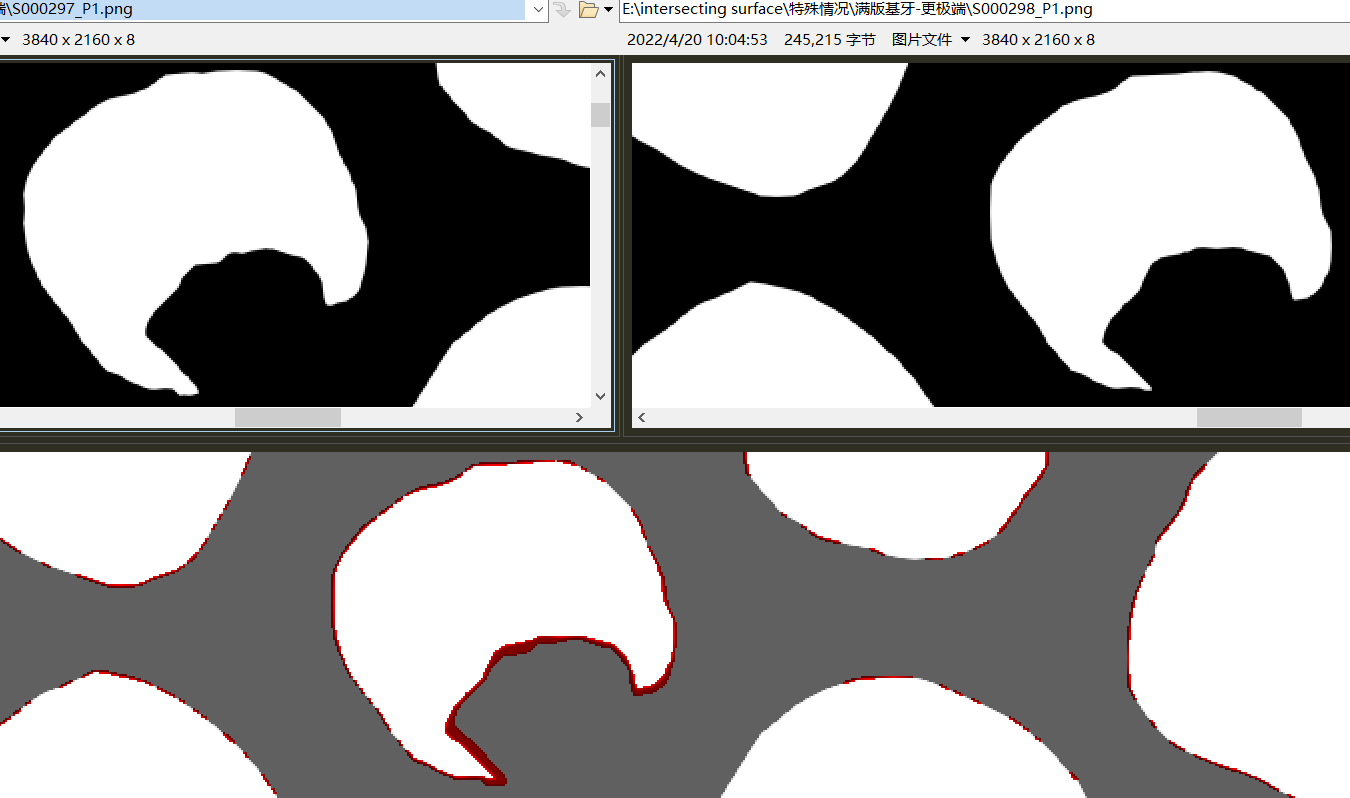 \S000297_P1.png
E:\intersecting surface\特殊情况\满版基牙-更极端\S000298_P1.png
3840 x 2160 x 8
2022/4/20 10:04:53 245,215 字节 图片文件 3840 x 2160 x 8